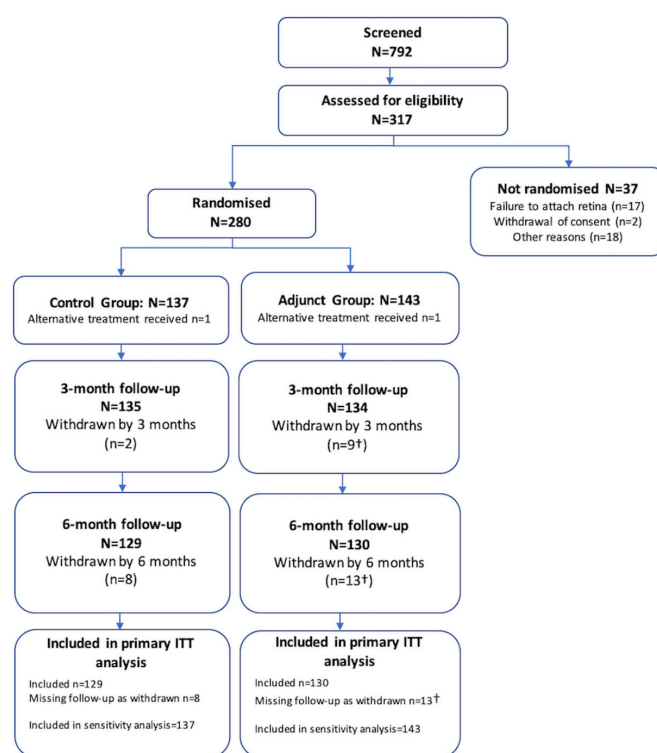 Screened
N=792
Assessed for eligibility
N=317
Not randomised N=37
Failure to attach retina (n=17)
Withdrawal of consent (n=2)
Other reasons (n=18)
Randomised
N=280
Control Group: N=137
Alternative treatment received n=1
Adjunct Group: N=143
Alternative treatment received n=1
3-month follow-up
N=135
Withdrawn by 3 months
(n=2)
3-month follow-up
N=134
Withdrawn by 3 months
(n=9†)
6-month follow-up
N=129
Withdrawn by 6 months
(n=8)
6-month follow-up
N=130
Withdrawn by 6 months
(n=13†)
Included in primary ITT
analysis
Included n=129
Missing follow-up as withdrawn n=8
Included in sensitivity analysis=137
Included in primary ITT
analysis
Included n=130
Missing follow-up as withdrawn n=13†
Included in sensitivity analysis=143